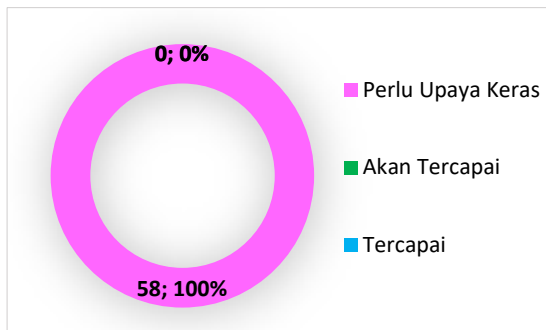 0; 0%
Perlu Upaya Keras
Akan Tercapai
Tercapai
58; 100%